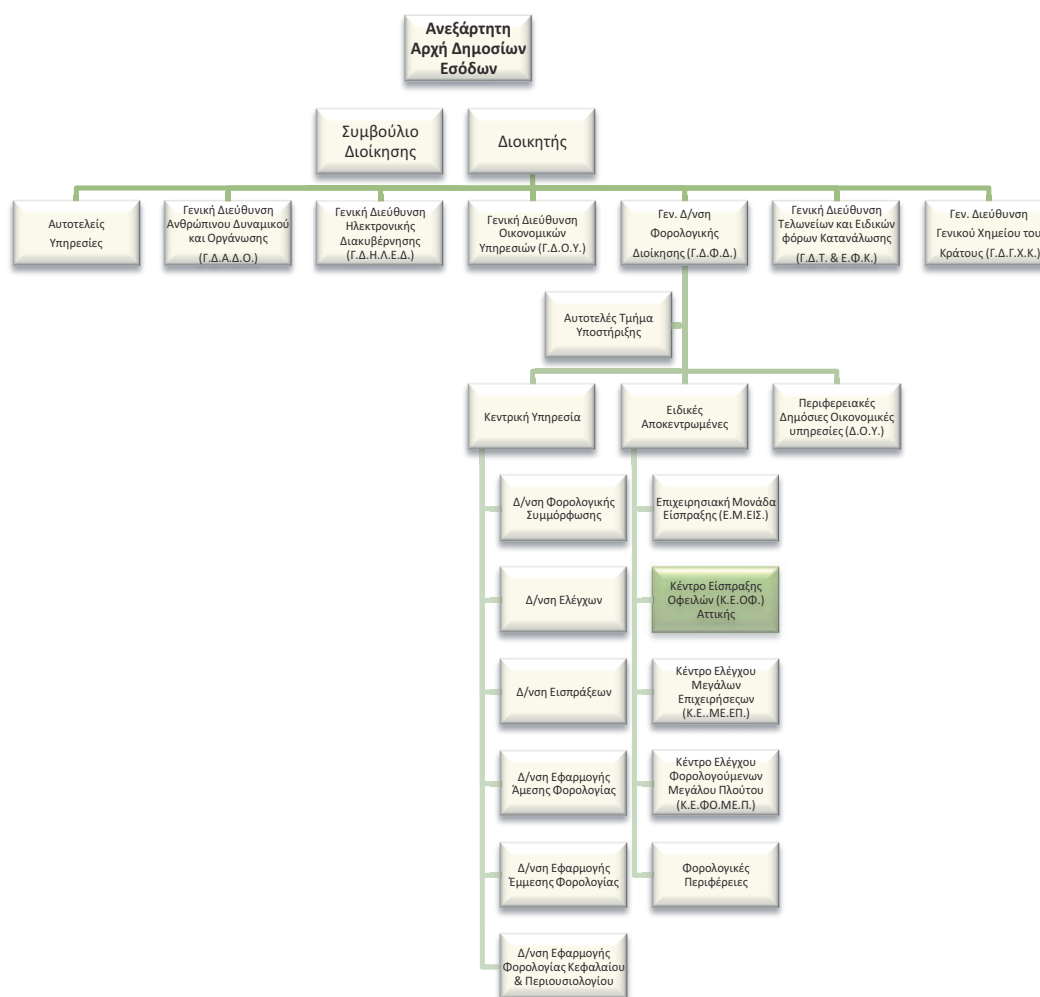 Ανεξάρτητη
Αρχή Δημοσίων
Εσόδων
Συμβούλιο
Διοίκησης
Διοικητής
Αυτοτελείς
Υπηρεσίες
Γενική Διεύθυνση
Ανθρώπινου Δυναμικού
και Οργάνωσης
(Γ.Δ.Α.Δ.Ο.)
Γενική Διεύθυνση
Ηλεκτρονικής
Διακυβέρνησης
(Γ.Δ.Η.Λ.Ε.Δ.)
Γενική Διεύθυνση
Οικονομικών
Υπηρεσιών (Γ.Δ.Ο.Υ.)
Γεν. Δ/νση
Φορολογικής
Διοίκησης (Γ.Δ.Φ.Δ.)
Γενική Διεύθυνση
Τελωνείων και Ειδικών
φόρων Κατανάλωσης
(Γ.Δ.Τ. & Ε.Φ.Κ.)
Γεν. Διεύθυνση
Γενικού Χημείου του
Κράτους (Γ.Δ.Γ.Χ.Κ.)
Αυτοτελές Τμήμα
Υποστήριξης
Κεντρική Υπηρεσία
Ειδικές
Αποκεντρωμένες
Περιφερειακές
Δημόσιες Οικονομικές
υπηρεσίες (Δ.Ο.Υ.)
Δ/νση Φορολογικής
Συμμόρφωσης
Δ/νση Ελέγχων
Δ/νση Εισπράξεων
Δ/νση Εφαρμογής
Άμεσης Φορολογίας
Δ/νση Εφαρμογής
Έμμεσης Φορολογίας
Δ/νση Εφαρμογής
Φορολογίας Κεφαλαίου
& Περιουσιολογίου
Επιχειρησιακή Μονάδα
Είσπραξης (Ε.Μ.ΕΙΣ.)
Κέντρο Είσπραξης
Οφειλών (Κ.Ε.ΟΦ.)
Αττικής
Κέντρο Ελέγχου
Μεγάλων
Επιχειρήσεςων
(Κ.Ε..ΜΕ.ΕΠ.)
Κέντρο Ελέγχου
Φορολογούμενων
Μεγάλου Πλούτου
(Κ.Ε.ΦΟ.ΜΕ.Π.)
Φορολογικές
Περιφέρειες